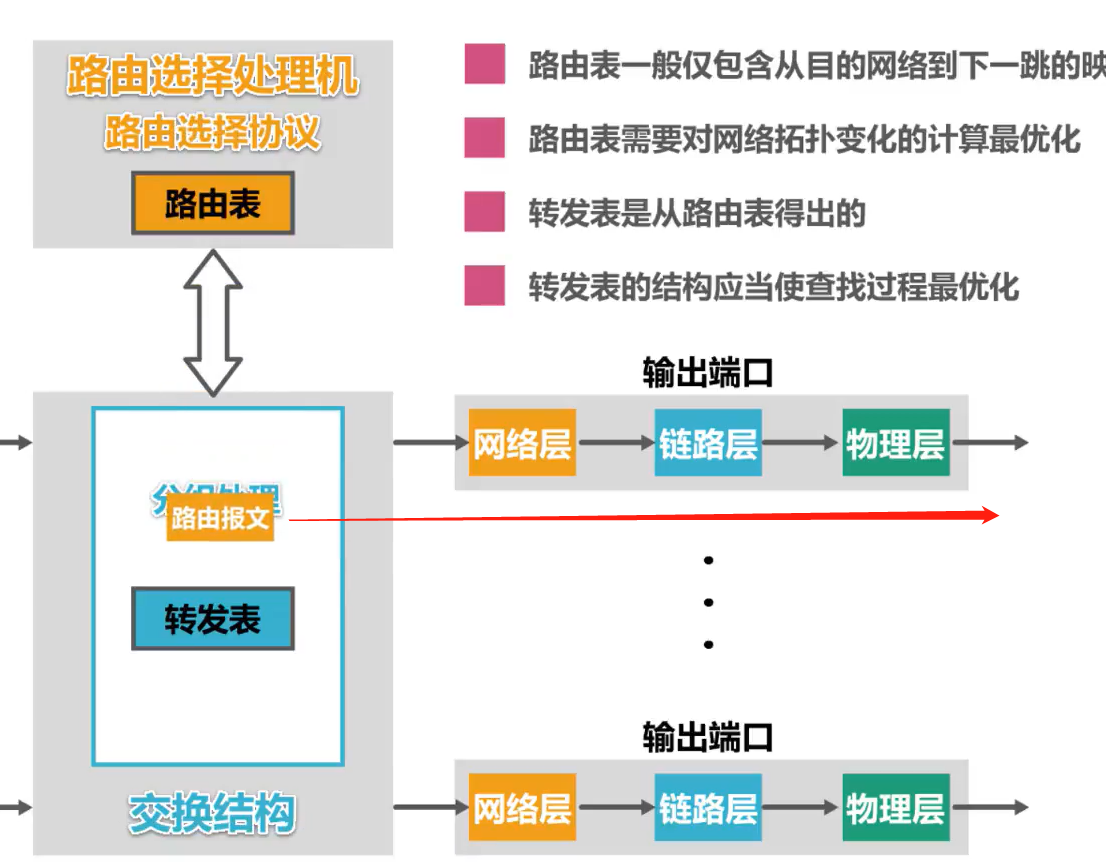 路由选择处理机
路由选择协议
路由表
路由表一般仅包含从目的网络到下一跳的映
路由表需要对网络拓扑变化的计算最优化
转发表是从路由表得出的
转发表的结构应当使查找过程最优化
输出端口
网络层
链路层
物理层
分组处理
路由报文
转发表
交换结构
输出端口
网络层
链路层
物理层